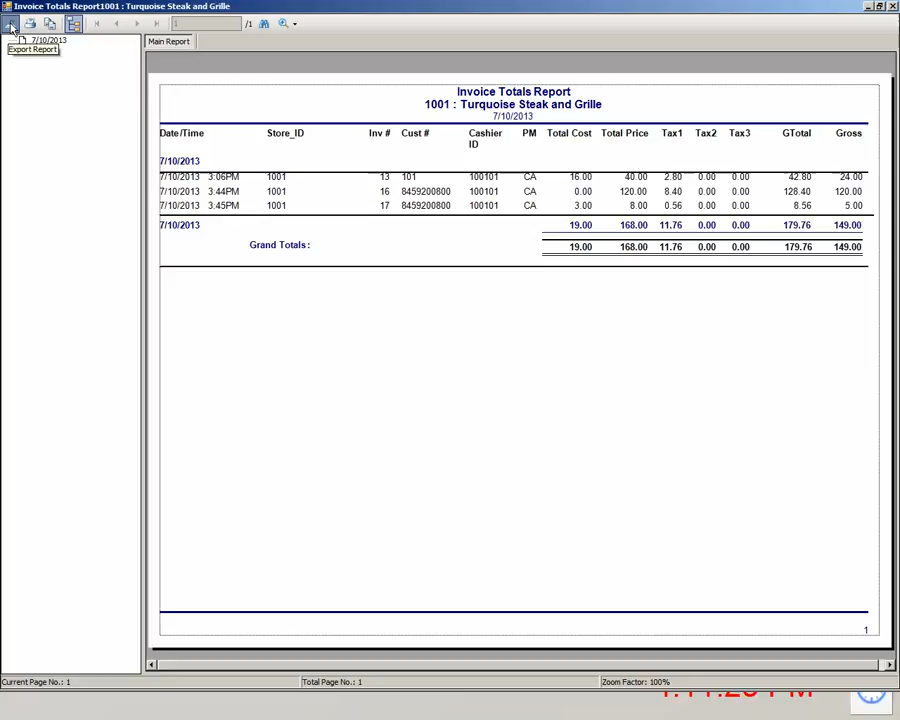 Invoice Totals Report1001 : Turquoise Steak and Grille
1 /1
7/10/2013
Export Report
Main Report
Invoice Totals Report
1001 : Turquoise Steak and Grille
7/10/2013
Date/Time Store_ID Inv # Cust # Cashier ID PM Total Cost Total Price Tax1 Tax2 Tax3 GTotal Gross
7/10/2013
7/10/2013 3:06PM 1001 13 101 100101 CA 16.00 40.00 2.80 0.00 0.00 42.80 24.00
7/10/2013 3:44PM 1001 16 8459200800 100101 CA 0.00 120.00 8.40 0.00 0.00 128.40 120.00
7/10/2013 3:45PM 1001 17 8459200800 100101 CA 3.00 8.00 0.56 0.00 0.00 8.56 5.00
7/10/2013 19.00 168.00 11.76 0.00 0.00 179.76 149.00
Grand Totals: 19.00 168.00 11.76 0.00 0.00 179.76 149.00
1
Current Page No.: 1 Total Page No.: 1 Zoom Factor: 100%
PM